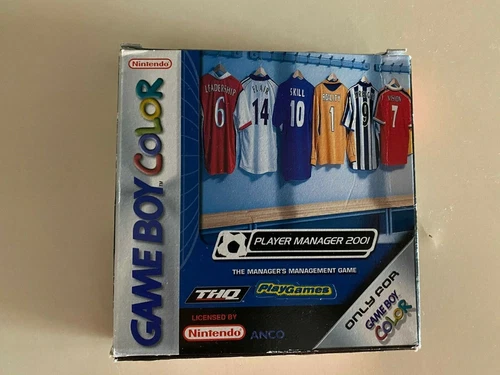 Nintendo
GAME BOY COLOR
LEADERSHIP
6
FLAIR
14
SKILL
10
1
9
7
PLAYER MANAGER 2001
THE MANAGER'S MANAGEMENT GAME
THQ
PlayGames
LICENSED BY
Nintendo
ANCO
ONLY FOR
GAME BOY
COLOR